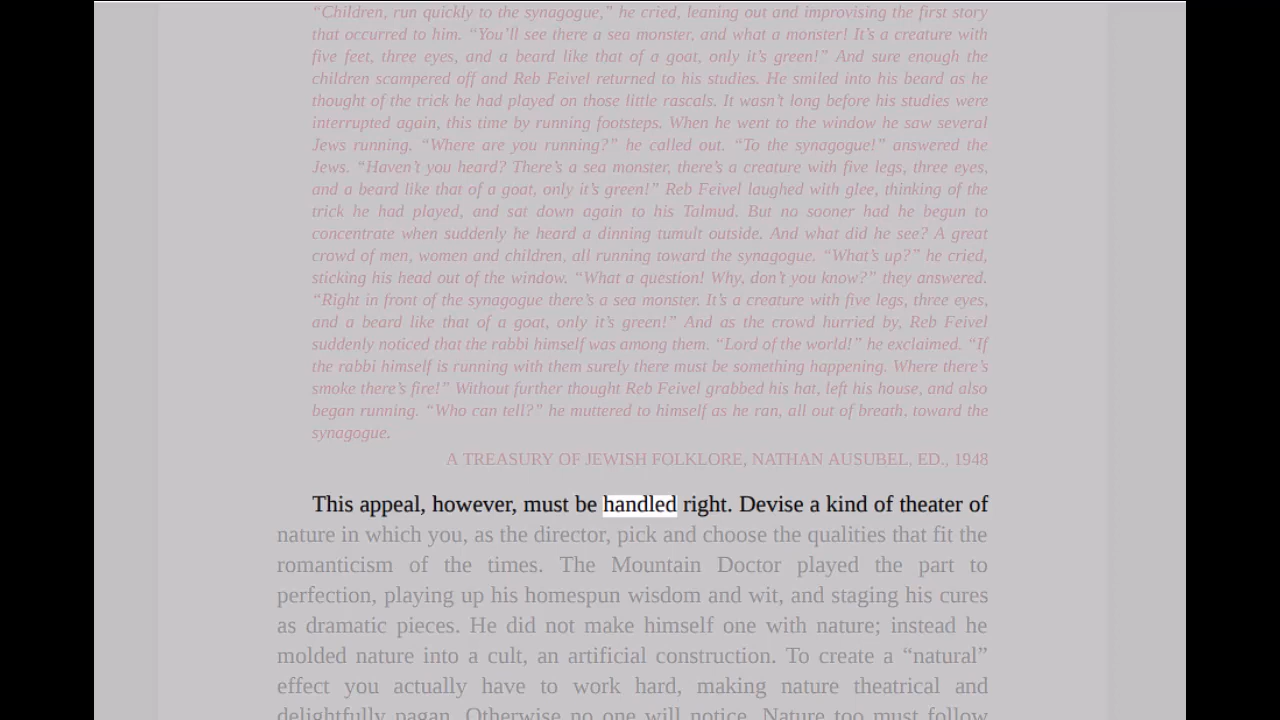 “Children, run quickly to the synagogue,” he cried, leaning out and improvising the first story
that occurred to him. “You’ll see there a sea monster, and what a monster! It’s a creature with
five feet, three eyes, and a beard like that of a goat, only it’s green!” And sure enough the
children scampered off and Reb Feivel returned to his studies. He smiled into his beard as he
thought of the trick he had played on those little rascals. It wasn’t long before his studies were
interrupted again, this time by running footsteps. When he went to the window he saw several
Jews running. “Where are you running?” he called out. “To the synagogue!” answered the
Jews. “Haven’t you heard? There’s a sea monster, there’s a creature with five legs, three eyes,
and a beard like that of a goat, only it’s green!” Reb Feivel laughed with glee, thinking of the
trick he had played, and sat down again to his Talmud. But no sooner had he begun to
concentrate when suddenly he heard a dinning tumult outside. And what did he see? A great
crowd of men, women and children, all running toward the synagogue. “What’s up?” he cried,
sticking his head out of the window. “What a question! Why, don’t you know?” they answered.
“Right in front of the synagogue there’s a sea monster. It’s a creature with five legs, three eyes,
and a beard like that of a goat, only it’s green!” And as the crowd hurried by, Reb Feivel
suddenly noticed that the rabbi himself was among them. “Lord of the world!” he exclaimed. “If
the rabbi himself is running with them surely there must be something happening. Where there’s
smoke there’s fire!” Without further thought Reb Feivel grabbed his hat, left his house, and also
began running. “Who can tell?” he muttered to himself as he ran, all out of breath, toward the
synagogue.
A TREASURY OF JEWISH FOLKLORE, NATHAN AUSUBEL, ED., 1948
This appeal, however, must be handled right. Devise a kind of theater of
nature in which you, as the director, pick and choose the qualities that fit the
romanticism of the times. The Mountain Doctor played the part to
perfection, playing up his homespun wisdom and wit, and staging his cures
as dramatic pieces. He did not make himself one with nature; instead he
molded nature into a cult, an artificial construction. To create a “natural”
effect you actually have to work hard, making nature theatrical and
delightfully pagan. Otherwise no one will notice. Nature too must follow